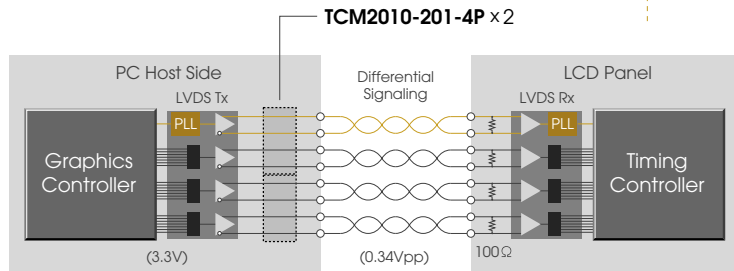 TCM2010-201-4P x 2
PC Host Side
Differential
Signaling
LCD Panel
LVDS Tx
LVDS Rx
PLL
PLL
Graphics
Controller
Timing
Controller
(3.3V)
(0.34Vpp)
100Ω